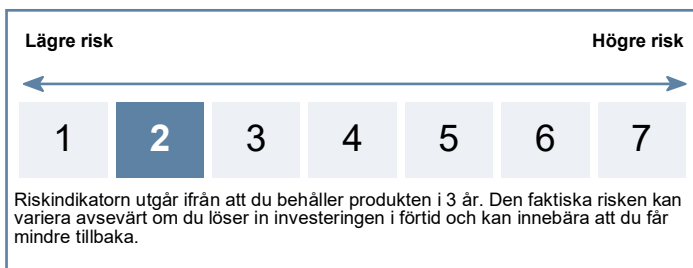 Lägre risk Högre risk
1 2 3 4 5 6 7
Riskindikatorn utgår ifrån att du behåller produkten i 3 år. Den faktiska risken kan
variera avsevärt om du löser in investeringen i förtid och kan innebära att du får
mindre tillbaka.